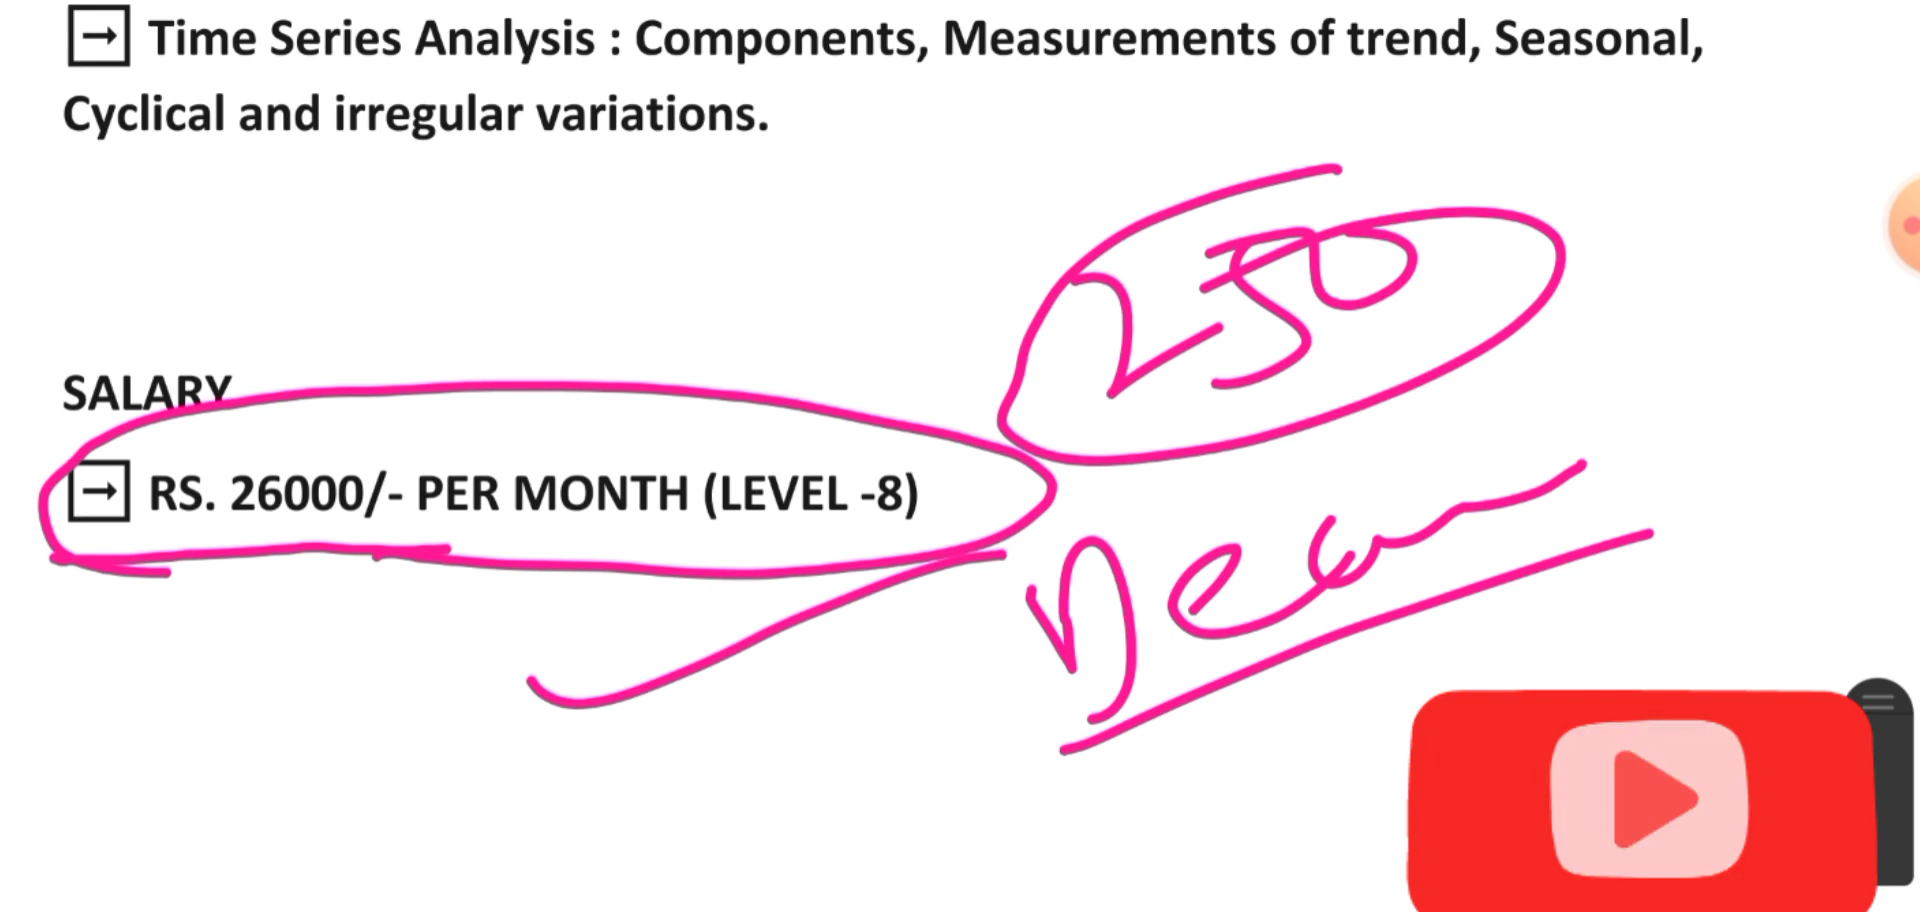 → Time Series Analysis : Components, Measurements of trend, Seasonal,
Cyclical and irregular variations.
250
SALARY
→ RS. 26000/- PER MONTH (LEVEL -8)